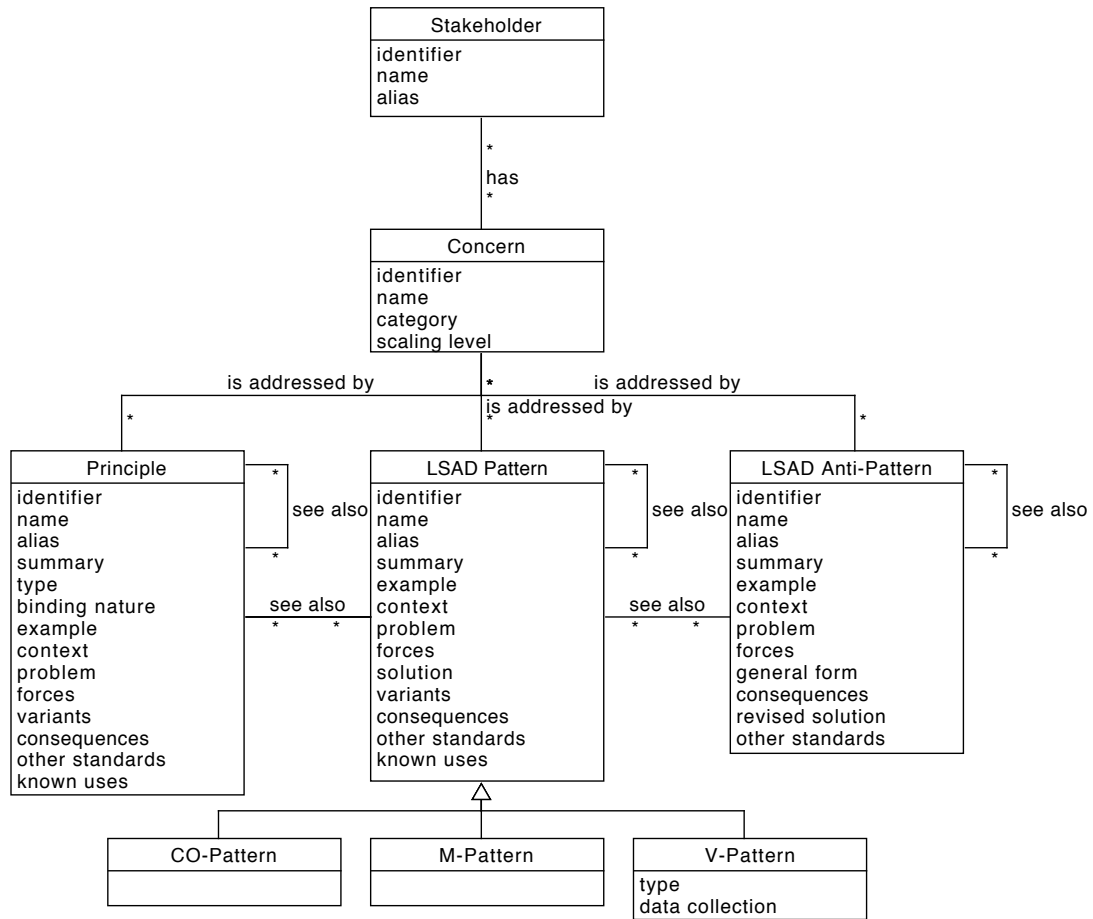 Stakeholder
identifier
name
alias
*
has
*
Concern
identifier
name
category
scaling level
is addressed by
*
is addressed by
is addressed by
*
*
*
Principle
identifier
name
alias
summary
type
binding nature
example
context
problem
forces
variants
consequences
other standards
known uses
*
see also
*
see also
*
*
LSAD Pattern
identifier
name
alias
summary
example
context
problem
forces
solution
variants
consequences
other standards
known uses
*
see also
*
see also
*
*
LSAD Anti-Pattern
identifier
name
alias
summary
example
context
problem
forces
general form
consequences
revised solution
other standards
*
see also
*
CO-Pattern
M-Pattern
V-Pattern
type
data collection